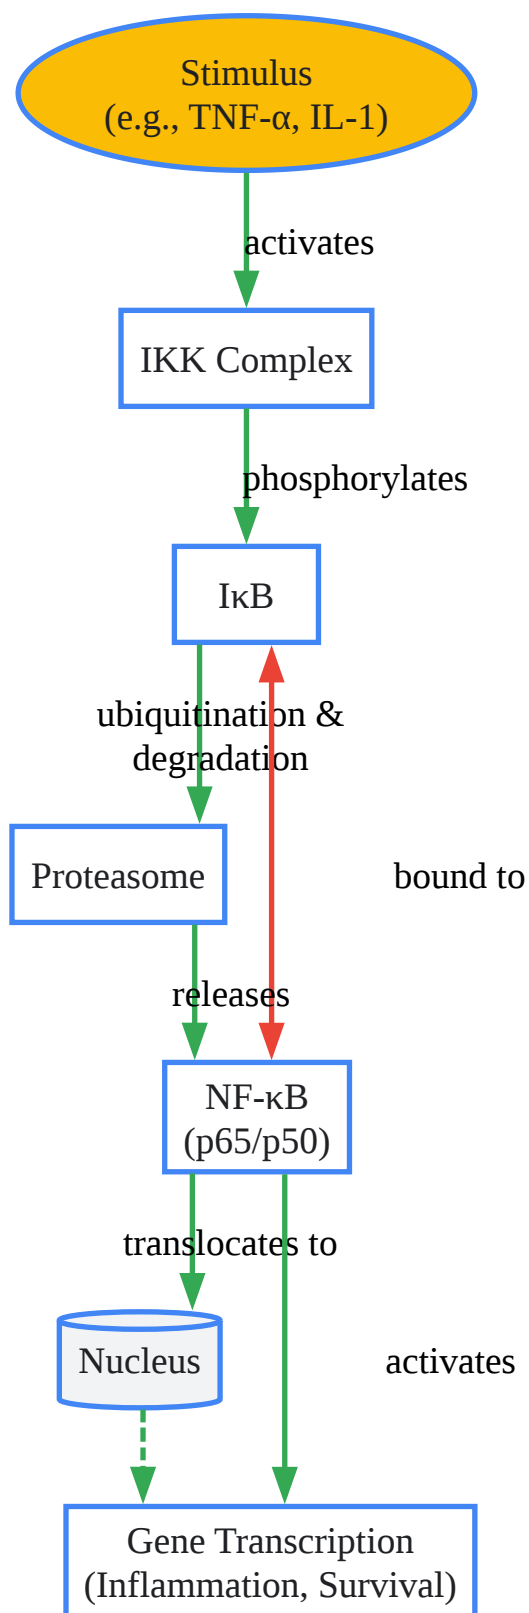 Stimulus
(e.g., TNF-α, IL-1)
activates
IKK Complex
phosphorylates
IκB
ubiquitination &
degradation
Proteasome
bound to
releases
NF-κB
(p65/p50)
translocates to
Nucleus
activates
Gene Transcription
(Inflammation, Survival)